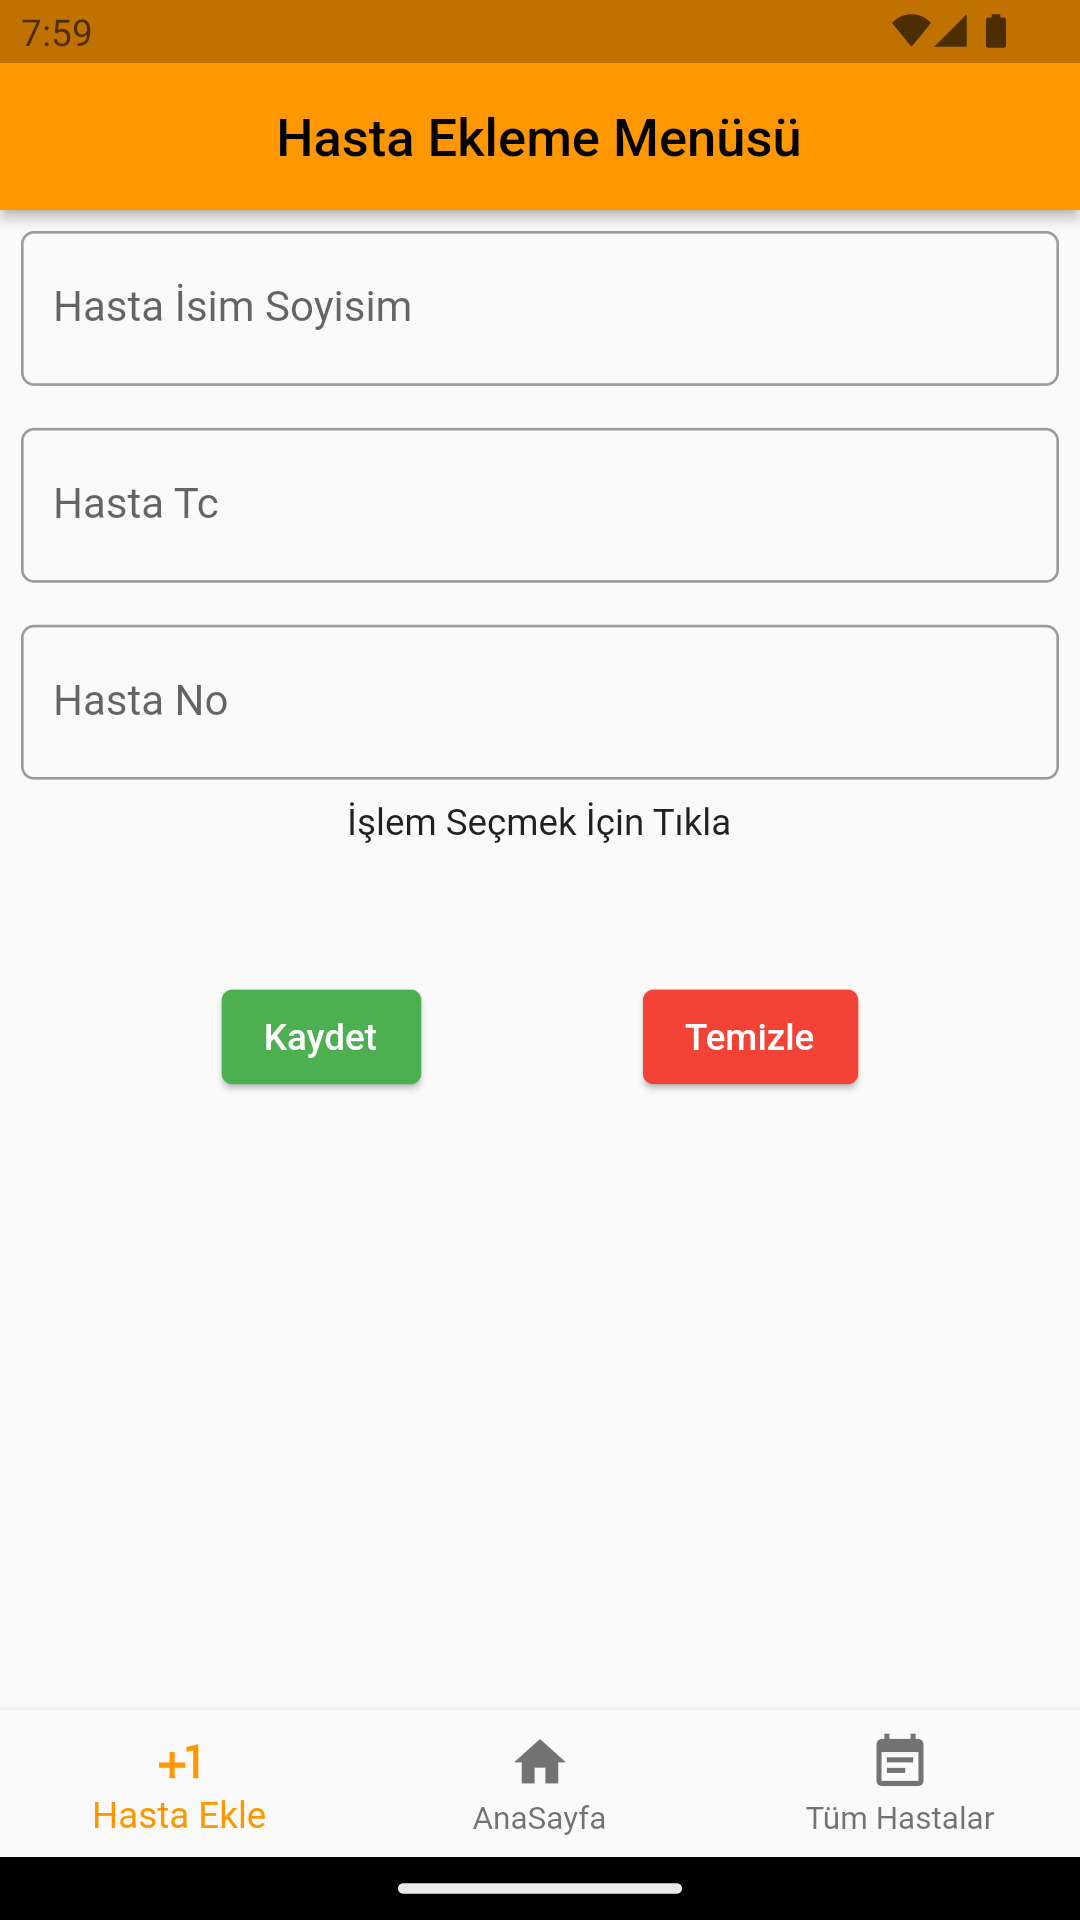 7:59
Hasta Ekleme Menüsü
Hasta İsim Soyisim
Hasta Tc
Hasta No
İşlem Seçmek İçin Tıkla
Kaydet
Temizle
+1
Hasta Ekle
AnaSayfa
Tüm Hastalar